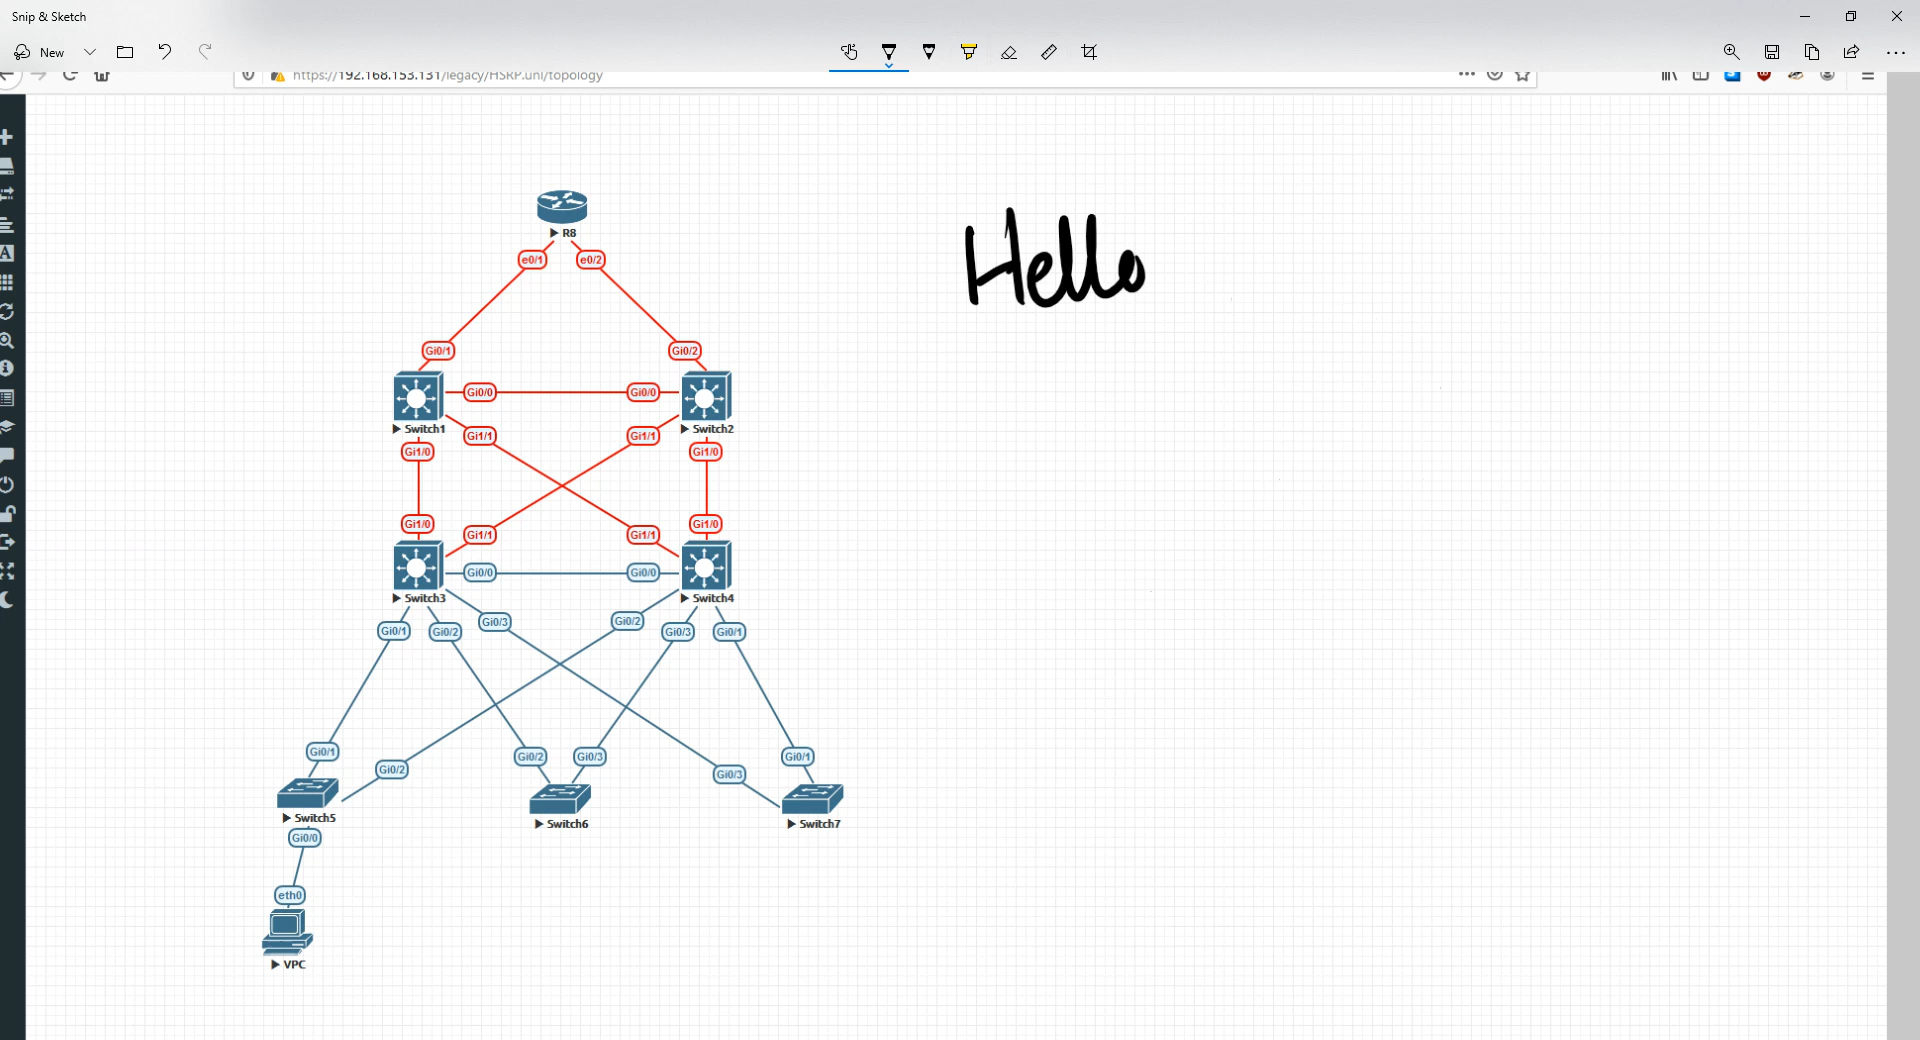 Snip & Sketch
New
https://192.168.153.131/legacy/HSRP.unl/topology
R8
e0/1 e0/2
Hello
Gi0/1 Gi0/2
Gi0/0 Gi0/0
Switch1 Gi1/1 Gi1/1 Switch2
Gi1/0 Gi1/0
Gi1/0 Gi1/1 Gi1/1 Gi1/0
Gi0/0 Gi0/0
Switch3 Switch4
Gi0/1 Gi0/2 Gi0/3 Gi0/2 Gi0/3 Gi0/1
Gi0/1 Gi0/2 Gi0/2 Gi0/3 Gi0/3 Gi0/1
Switch5 Switch6 Switch7
Gi0/0
eth0
VPC